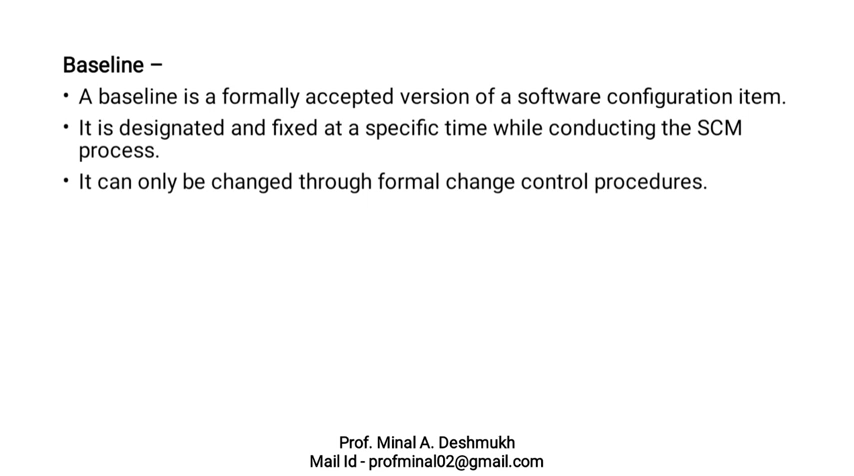 Baseline –
• A baseline is a formally accepted version of a software configuration item.
• It is designated and fixed at a specific time while conducting the SCM
process.
• It can only be changed through formal change control procedures.
Prof. Minal A. Deshmukh
Mail Id - profminal02@gmail.com